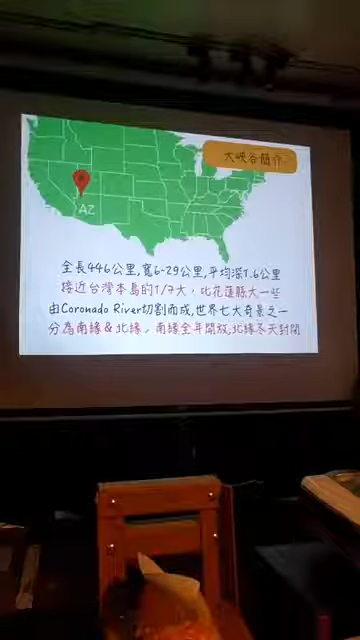 大峽谷簡介
AZ
全長446公里,寬6-29公里,平均深1.6公里
接近台灣本島的1/7大，比花蓮縣大一些
由Coronado River切割而成,世界七大奇景之一
分為南緣&北緣，南緣全年開放,北緣冬天封閉